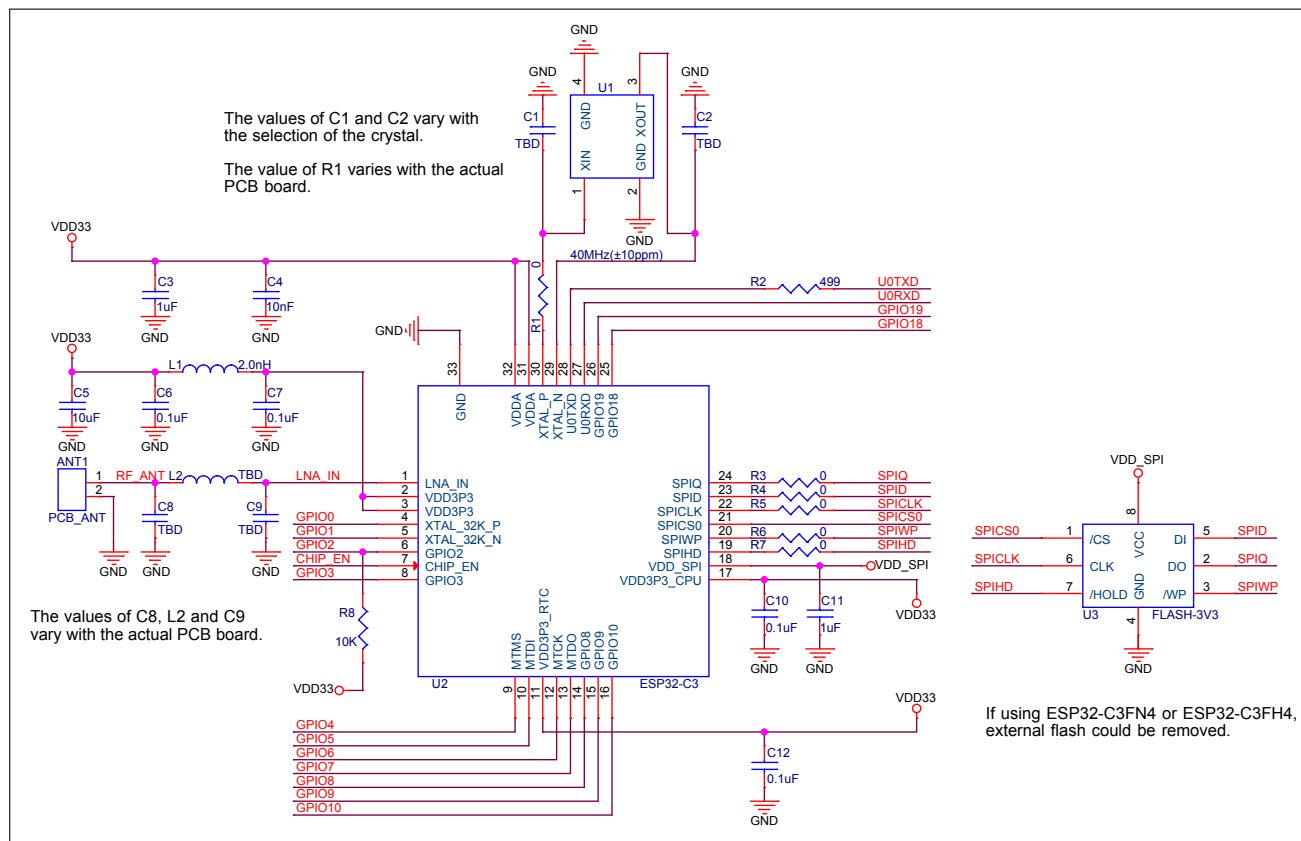 GND
GND
GND
4
3
U1
C1
TBD
GND
XOUT
XIN
GND
C2
TBD
1
2
GND
The values of C1 and C2 vary with
the selection of the crystal.
The value of R1 varies with the actual
PCB board.
40MHz(±10ppm)
VDD33
C3
1uF
GND
C4
10nF
GND
0
R1
R2
499
U0TXD
U0RXD
GPIO19
GPIO18
GND
VDD33
L1
2.0nH
C5
10uF
GND
C6
0.1uF
GND
C7
0.1uF
GND
33
32
31
30
29
28
27
26
25
GND
VDDA
VDDA
XTAL_P
XTAL_N
U0TXD
U0RXD
GPIO19
GPIO18
ANT1
1
2
PCB_ANT
RF_ANT
L2
TBD
LNA_IN
C8
TBD
GND
C9
TBD
GND
GND
GPIO0
GPIO1
GPIO2
CHIP_EN
GPIO3
1 LNA_IN
2 VDD3P3
3 VDD3P3
4 XTAL_32K_P
5 XTAL_32K_N
6 GPIO2
7 CHIP_EN
8 GPIO3
SPIQ 24 R3 0 SPIQ
SPID 23 R4 0 SPID
SPICLK 22 R5 0 SPICLK
SPICS0 21 SPICS0
SPIWP 20 R6 0 SPIWP
SPIHD 19 R7 0 SPIHD
VDD_SPI 18 VDD_SPI
VDD3P3_CPU 17
VDD33
C10
0.1uF
GND
C11
1uF
GND
The values of C8, L2 and C9
vary with the actual PCB board.
R8
10K
VDD33
MTMS
MTDI
VDD3P3_RTC
MTCK
MTDO
GPIO8
GPIO9
GPIO10
U2
ESP32-C3
9
10
11
12
13
14
15
16
GPIO4
GPIO5
GPIO6
GPIO7
GPIO8
GPIO9
GPIO10
VDD33
C12
0.1uF
GND
VDD_SPI
8
SPICS0 1 /CS
SPICLK 6 CLK
SPIHD 7 /HOLD
VCC
GND
DI 5 SPID
DO 2 SPIQ
/WP 3 SPIWP
U3
4
FLASH-3V3
GND
If using ESP32-C3FN4 or ESP32-C3FH4,
external flash could be removed.